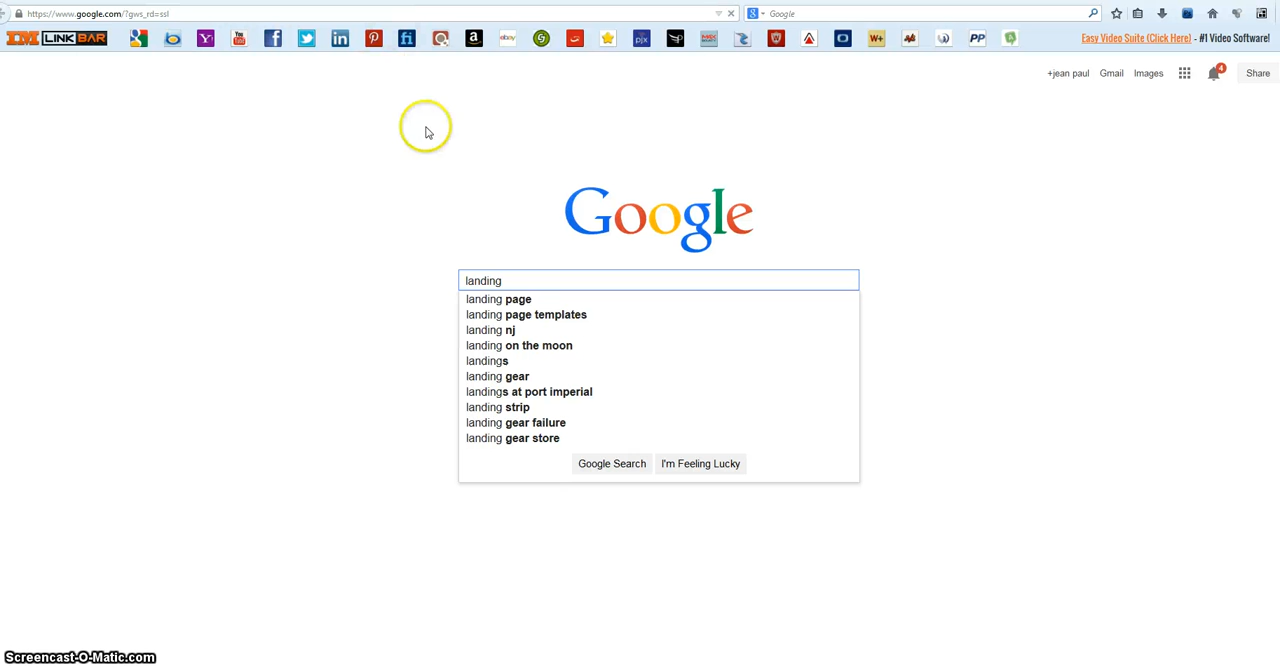 https://www.google.com/?gws_rd=ssl
Google
IM LINK BAR
Easy Video Suite (Click Here) - #1 Video Software!
+jean paul Gmail Images 4 Share
Google
landing
landing page
landing page templates
landing nj
landing on the moon
landings
landing gear
landings at port imperial
landing strip
landing gear failure
landing gear store
Google Search I'm Feeling Lucky
Screencast-O-Matic.com